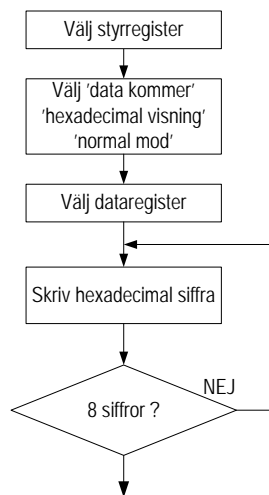 Välj styrregister
Välj 'data kommer'
'hexadecimal visning'
'normal mod'
Välj dataregister
Skriv hexadecimal siffra
NEJ
8 siffror ?